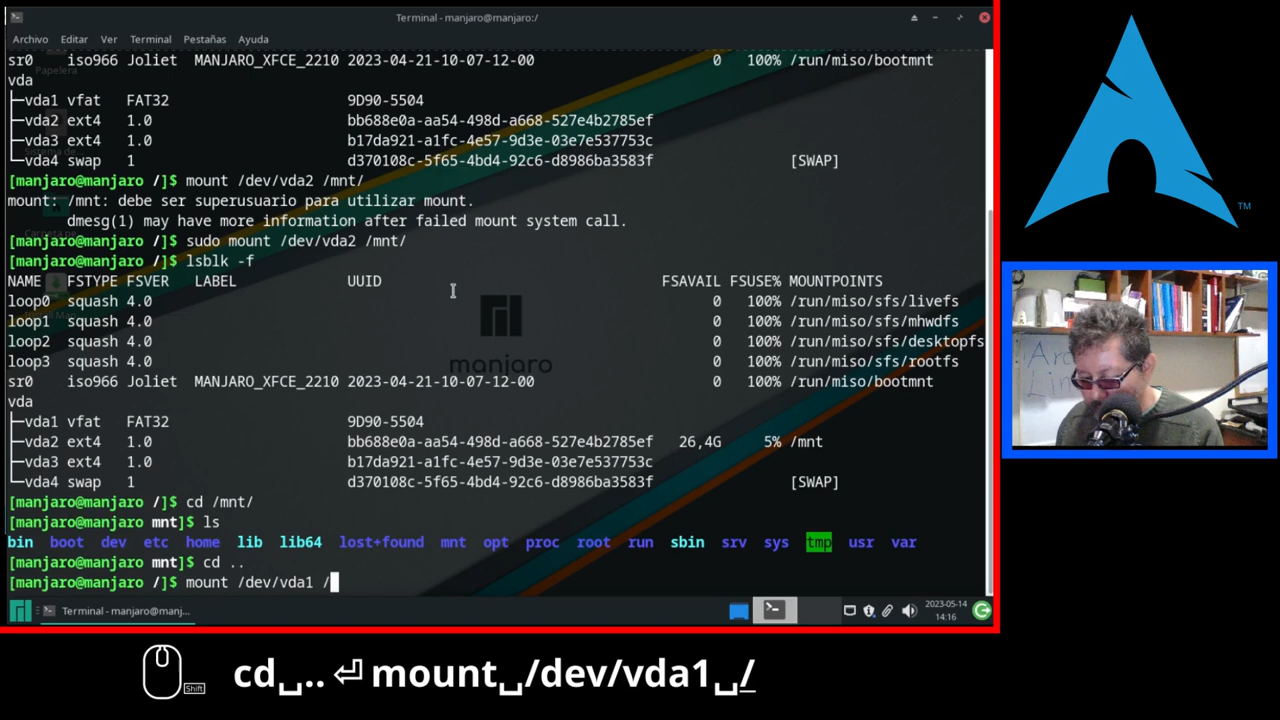 Terminal - manjaro@manjaro:/
Archivo Editar Ver Terminal Pestañas Ayuda
sr0 iso966 Joliet MANJARO_XFCE_2210 2023-04-21-10-07-12-00 0 100% /run/miso/bootmnt
vda
├─vda1 vfat FAT32 9D90-5504
├─vda2 ext4 1.0 bb688e0a-aa54-498d-a668-527e4b2785ef
├─vda3 ext4 1.0 b17da921-a1fc-4e57-9d3e-03e7e537753c
└─vda4 swap 1 d370108c-5f65-4bd4-92c6-d8986ba3583f [SWAP]
[manjaro@manjaro /]$ mount /dev/vda2 /mnt/
mount: /mnt: debe ser superusuario para utilizar mount.
dmesg(1) may have more information after failed mount system call.
[manjaro@manjaro /]$ sudo mount /dev/vda2 /mnt/
[manjaro@manjaro /]$ lsblk -f
NAME FSTYPE FSVER LABEL UUID FSAVAIL FSUSE% MOUNTPOINTS
loop0 squash 4.0 0 100% /run/miso/sfs/livefs
loop1 squash 4.0 0 100% /run/miso/sfs/mhwdfs
loop2 squash 4.0 0 100% /run/miso/sfs/desktopfs
loop3 squash 4.0 0 100% /run/miso/sfs/rootfs
sr0 iso966 Joliet MANJARO_XFCE_2210 2023-04-21-10-07-12-00 0 100% /run/miso/bootmnt
vda
├─vda1 vfat FAT32 9D90-5504
├─vda2 ext4 1.0 bb688e0a-aa54-498d-a668-527e4b2785ef 26,4G 5% /mnt
├─vda3 ext4 1.0 b17da921-a1fc-4e57-9d3e-03e7e537753c
└─vda4 swap 1 d370108c-5f65-4bd4-92c6-d8986ba3583f [SWAP]
[manjaro@manjaro /]$ cd /mnt/
[manjaro@manjaro mnt]$ ls
bin boot dev etc home lib lib64 lost+found mnt opt proc root run sbin srv sys tmp usr var
[manjaro@manjaro mnt]$ cd ..
[manjaro@manjaro /]$ mount /dev/vda1 /
manjaro
Terminal - manjaro@manj...
2023-05-14
14:16
TM
Shift
cd␣..⏎mount␣/dev/vda1␣/